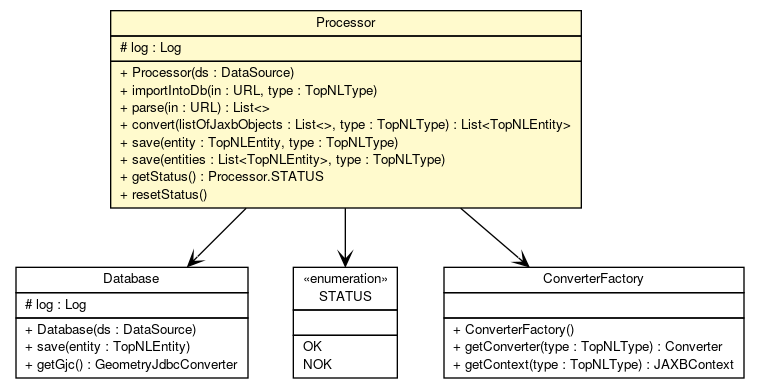 Processor
# log : Log
+ Processor(ds : DataSource)
+ importIntoDb(in : URL, type : TopNLType)
+ parse(in : URL) : List<>
+ convert(listOfJaxbObjects : List<>, type : TopNLType) : List<TopNLEntity>
+ save(entity : TopNLEntity, type : TopNLType)
+ save(entities : List<TopNLEntity>, type : TopNLType)
+ getStatus() : Processor.STATUS
+ resetStatus()
Database
# log : Log
+ Database(ds : DataSource)
+ save(entity : TopNLEntity)
+ getGjc() : GeometryJdbcConverter
«enumeration»
STATUS
OK
NOK
ConverterFactory
+ ConverterFactory()
+ getConverter(type : TopNLType) : Converter
+ getContext(type : TopNLType) : JAXBContext